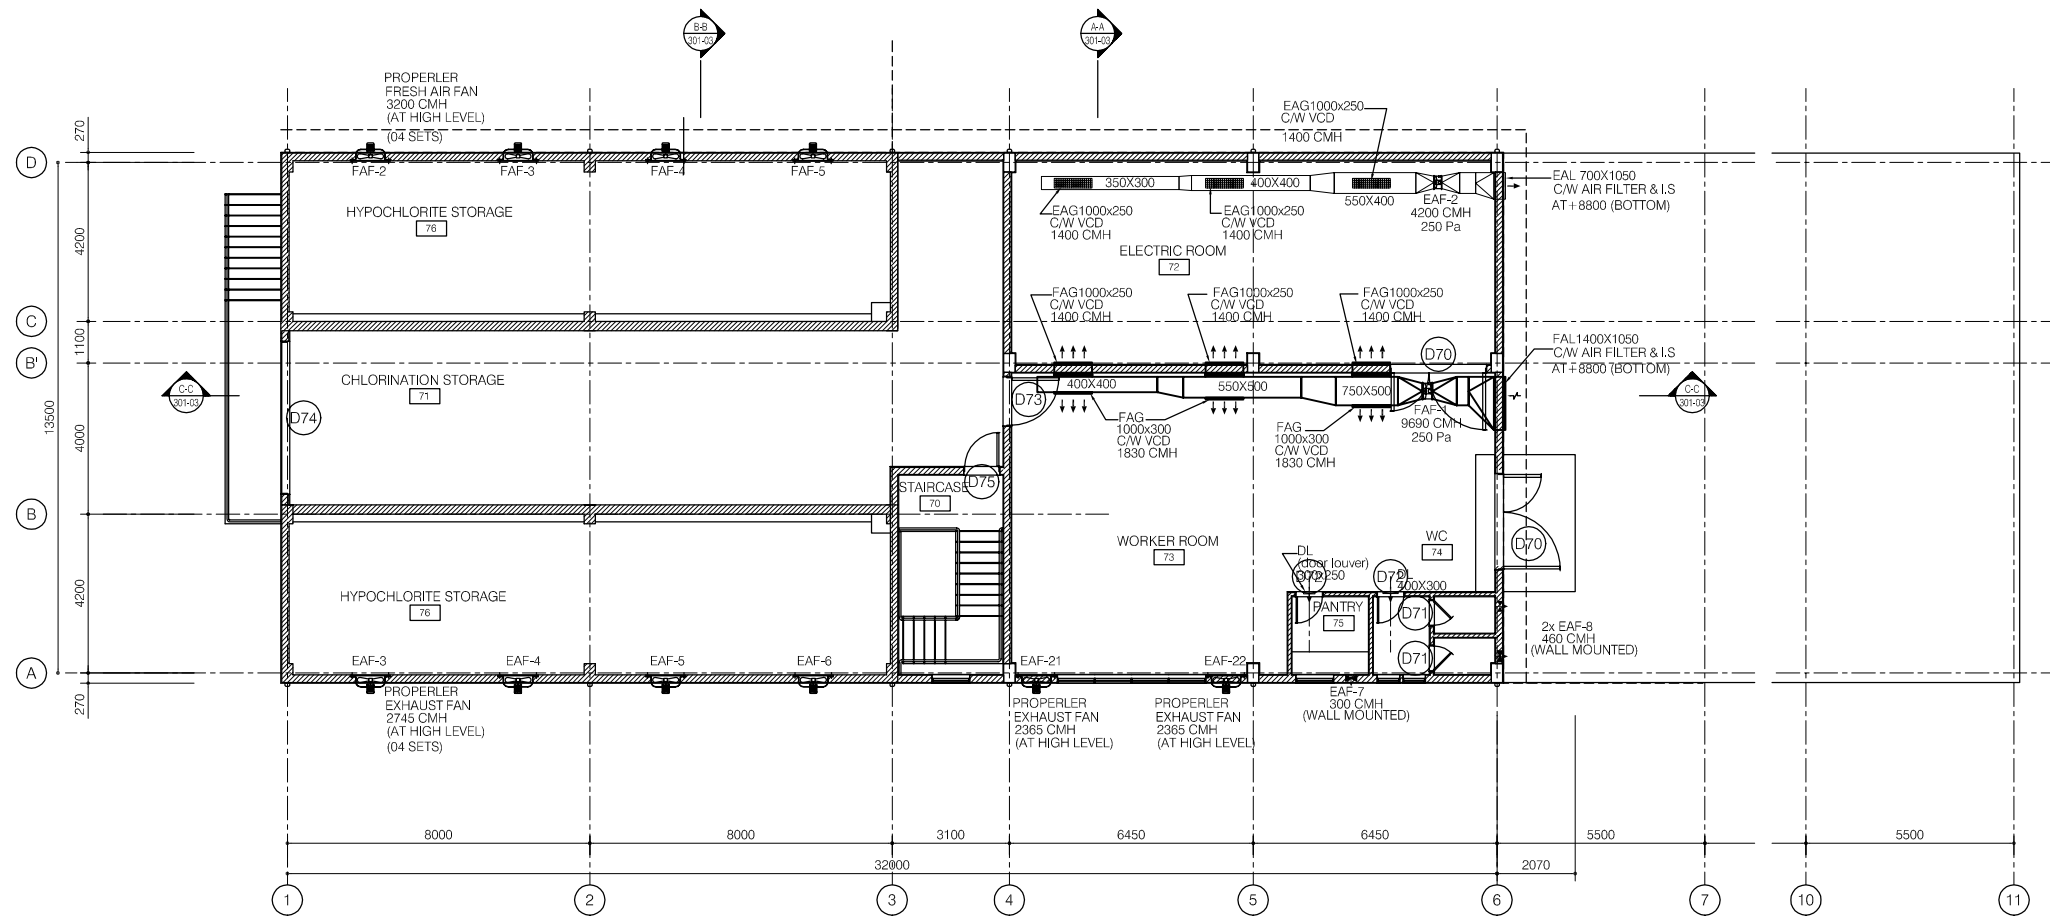 B-B
301-03
A-A
301-03
PROPERLER
FRESH AIR FAN
3200 CMH
(AT HIGH LEVEL)
(04 SETS)
EAG1000x250
C/W VCD
1400 CMH
270
D
FAF-2
FAF-3
FAF-4
FAF-5
350X300
400X400
550X400
EAF-2
4200 CMH
250 Pa
EAL 700X1050
C/W AIR FILTER & I.S
AT+8800 (BOTTOM)
HYPOCHLORITE STORAGE
76
EAG1000x250
C/W VCD
1400 CMH
EAG1000x250
C/W VCD
1400 CMH
4200
ELECTRIC ROOM
72
FAG1000x250
C/W VCD
1400 CMH
FAG1000x250
C/W VCD
1400 CMH
FAG1000x250
C/W VCD
1400 CMH
C
1100
B'
D70
FAL1400X1050
C/W AIR FILTER & I.S
AT+8800 (BOTTOM)
C-C
301-03
CHLORINATION STORAGE
71
D74
D73
400X400
550X500
750X500
FAF-1
9690 CMH
250 Pa
C-C
301-03
13500
4000
FAG
1000x300
C/W VCD
1830 CMH
FAG
1000x300
C/W VCD
1830 CMH
STAIRCASE
70
D75
B
WORKER ROOM
73
WC
74
D70
DL
(door louver)
D72
D72
DL
400X300
4200
HYPOCHLORITE STORAGE
76
PANTRY
75
D71
D71
2x EAF-8
460 CMH
(WALL MOUNTED)
A
EAF-3
EAF-4
EAF-5
EAF-6
EAF-21
EAF-22
270
PROPERLER
EXHAUST FAN
2745 CMH
(AT HIGH LEVEL)
(04 SETS)
PROPERLER
EXHAUST FAN
2365 CMH
(AT HIGH LEVEL)
PROPERLER
EXHAUST FAN
2365 CMH
(AT HIGH LEVEL)
EAF-7
300 CMH
(WALL MOUNTED)
8000
8000
3100
6450
6450
5500
5500
32000
2070
1
2
3
4
5
6
7
10
11